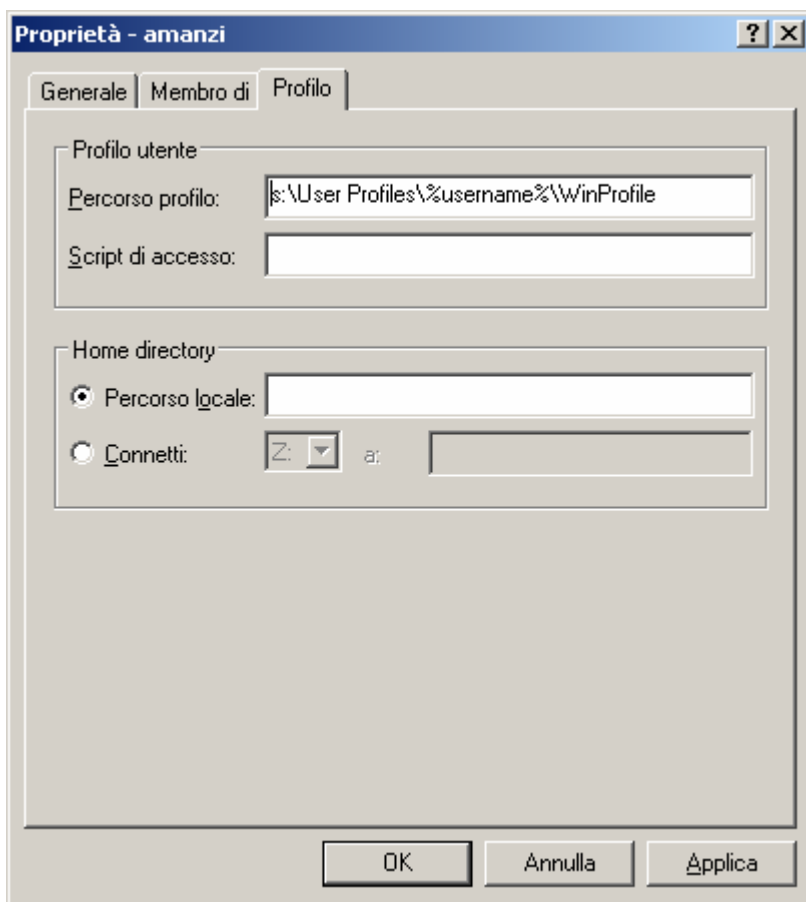 Proprietà - amanzi
Generale Membro di Profilo
Profilo utente
Percorso profilo: s:\User Profiles\%username%\WinProfile
Script di accesso:
Home directory
Percorso locale:
Connetti: Z: a:
OK Annulla Applica